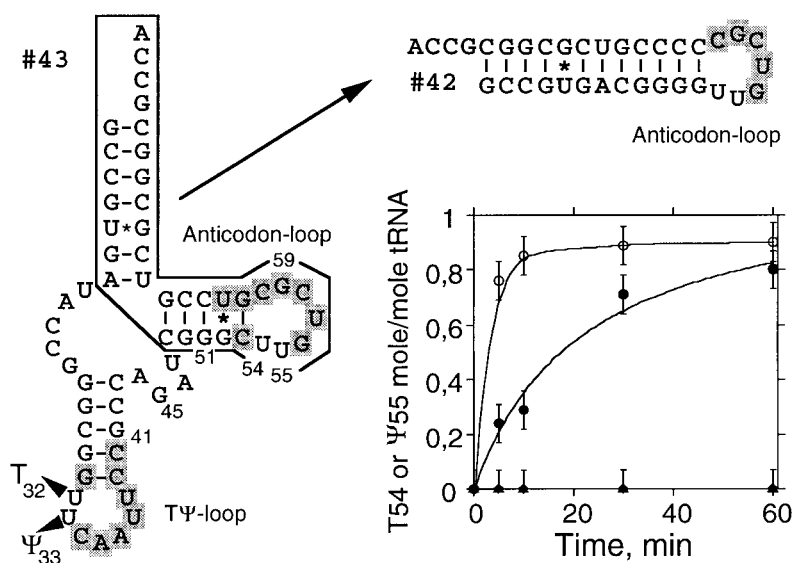 #43
A
C
C
G
G–C
C–G
C–G
G–C
U*G
G–C
A–U
Anticodon-loop
59
GCCUGCGC
U
*
CGGGCUUG
51
54
55
U
A
C
C
G
U
A
G
A
45
G–C
G–C
C–G
41
G–C
G–C
T32
U U
U U
Ψ33
C A A A
TΨ-loop
ACCGCGGCGCUGCCCCCGC
U
*
#42 GCCGUGACGGGGUUG
Anticodon-loop
T54 or Ψ55 mole/mole tRNA
1
0,8
0,6
0,4
0,2
0
0 20 40 60
Time, min